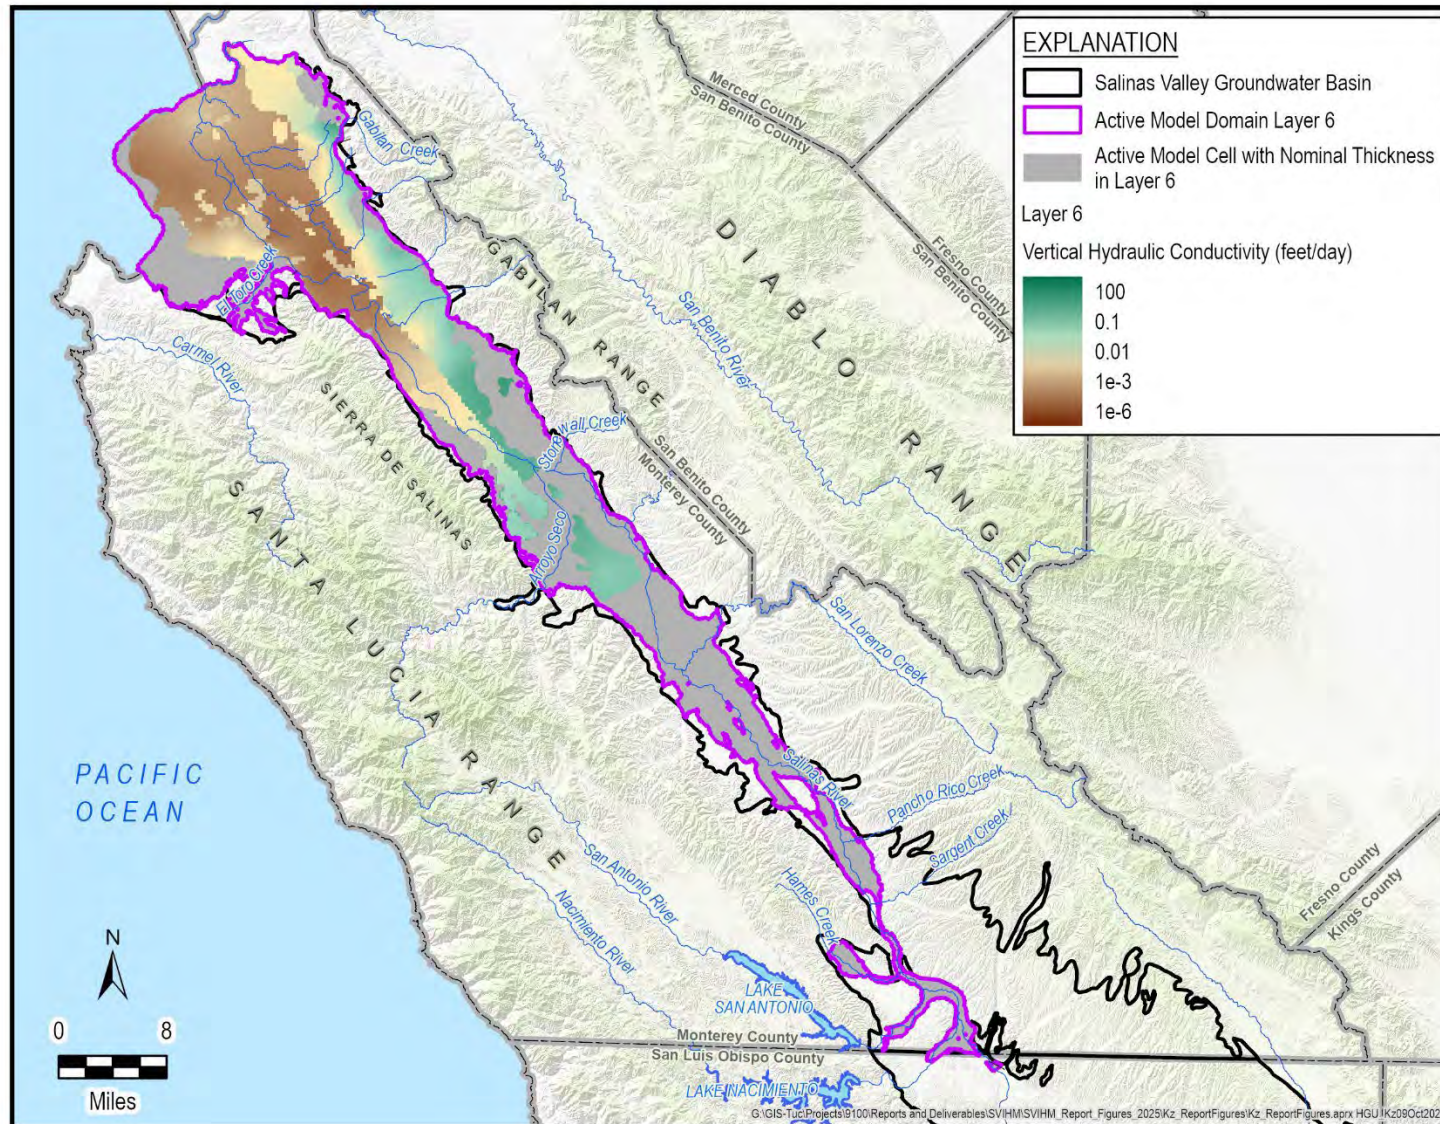 EXPLANATION
Salinas Valley Groundwater Basin
Active Model Domain Layer 6
Active Model Cell with Nominal Thickness
in Layer 6
Layer 6
Vertical Hydraulic Conductivity (feet/day)
100
0.1
0.01
1e-3
1e-6
Merced County
San Benito County
Gabilan Creek
DIABLO RANGE
Fresno County
San Benito County
GABILAN RANGE
San Benito River
El Toro Creek
Carmel River
SIERRA DE SALINAS
Stonewall Creek
San Benito County
Monterey County
SANTA LUCIA RANGE
Arroyo Seco
San Lorenzo Creek
PACIFIC
OCEAN
Salinas River
Pancho Rico Creek
Sargent Creek
San Antonio River
Nacimiento River
Hames Creek
Fresno County
Kings County
N
0 8
Miles
LAKE
SAN ANTONIO
Monterey County
San Luis Obispo County
LAKE NACIMIENTO